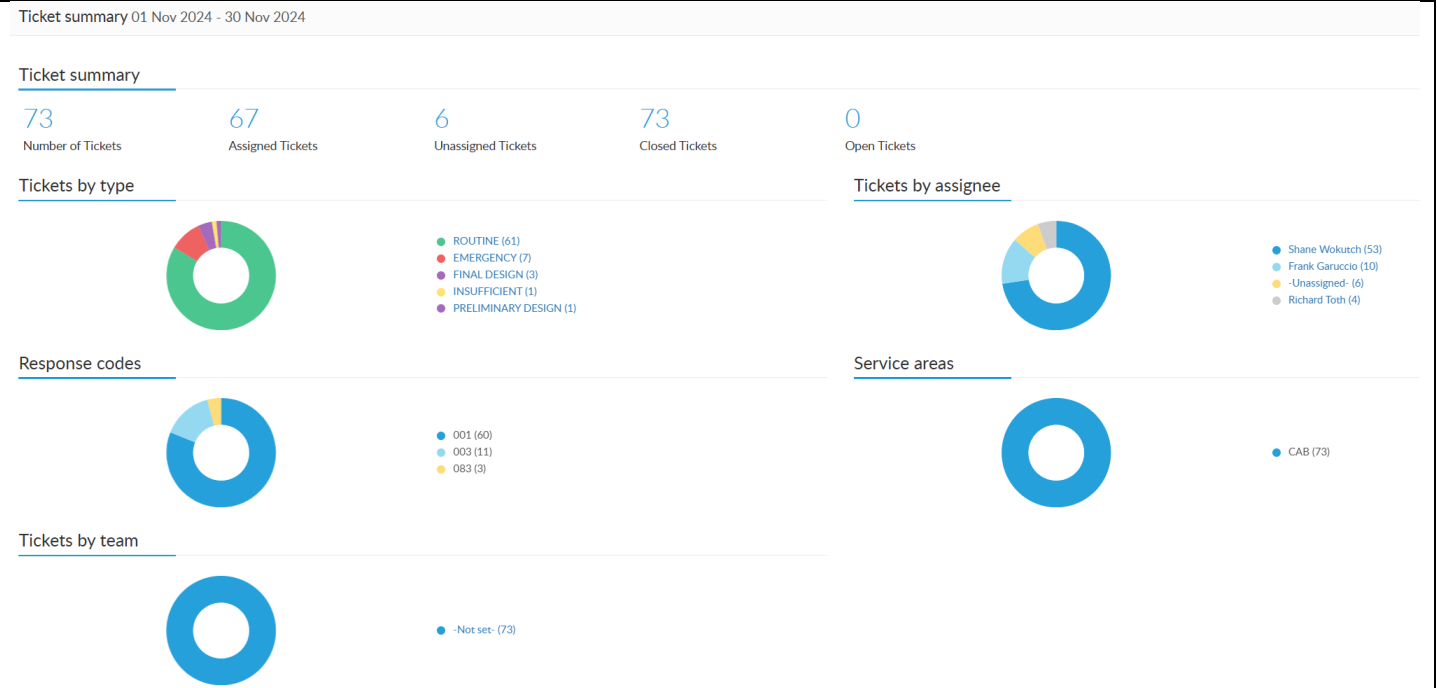 Ticket summary 01 Nov 2024 - 30 Nov 2024
Ticket summary
73
Number of Tickets
67
Assigned Tickets
6
Unassigned Tickets
73
Closed Tickets
0
Open Tickets
Tickets by type
ROUTINE (61)
EMERGENCY (7)
FINAL DESIGN (3)
INSUFFICIENT (1)
PRELIMINARY DESIGN (1)
Tickets by assignee
Shane Wokutch (53)
Frank Garuccio (10)
-Unassigned- (6)
Richard Toth (4)
Response codes
001 (60)
003 (11)
083 (3)
Service areas
CAB (73)
Tickets by team
-Not set- (73)